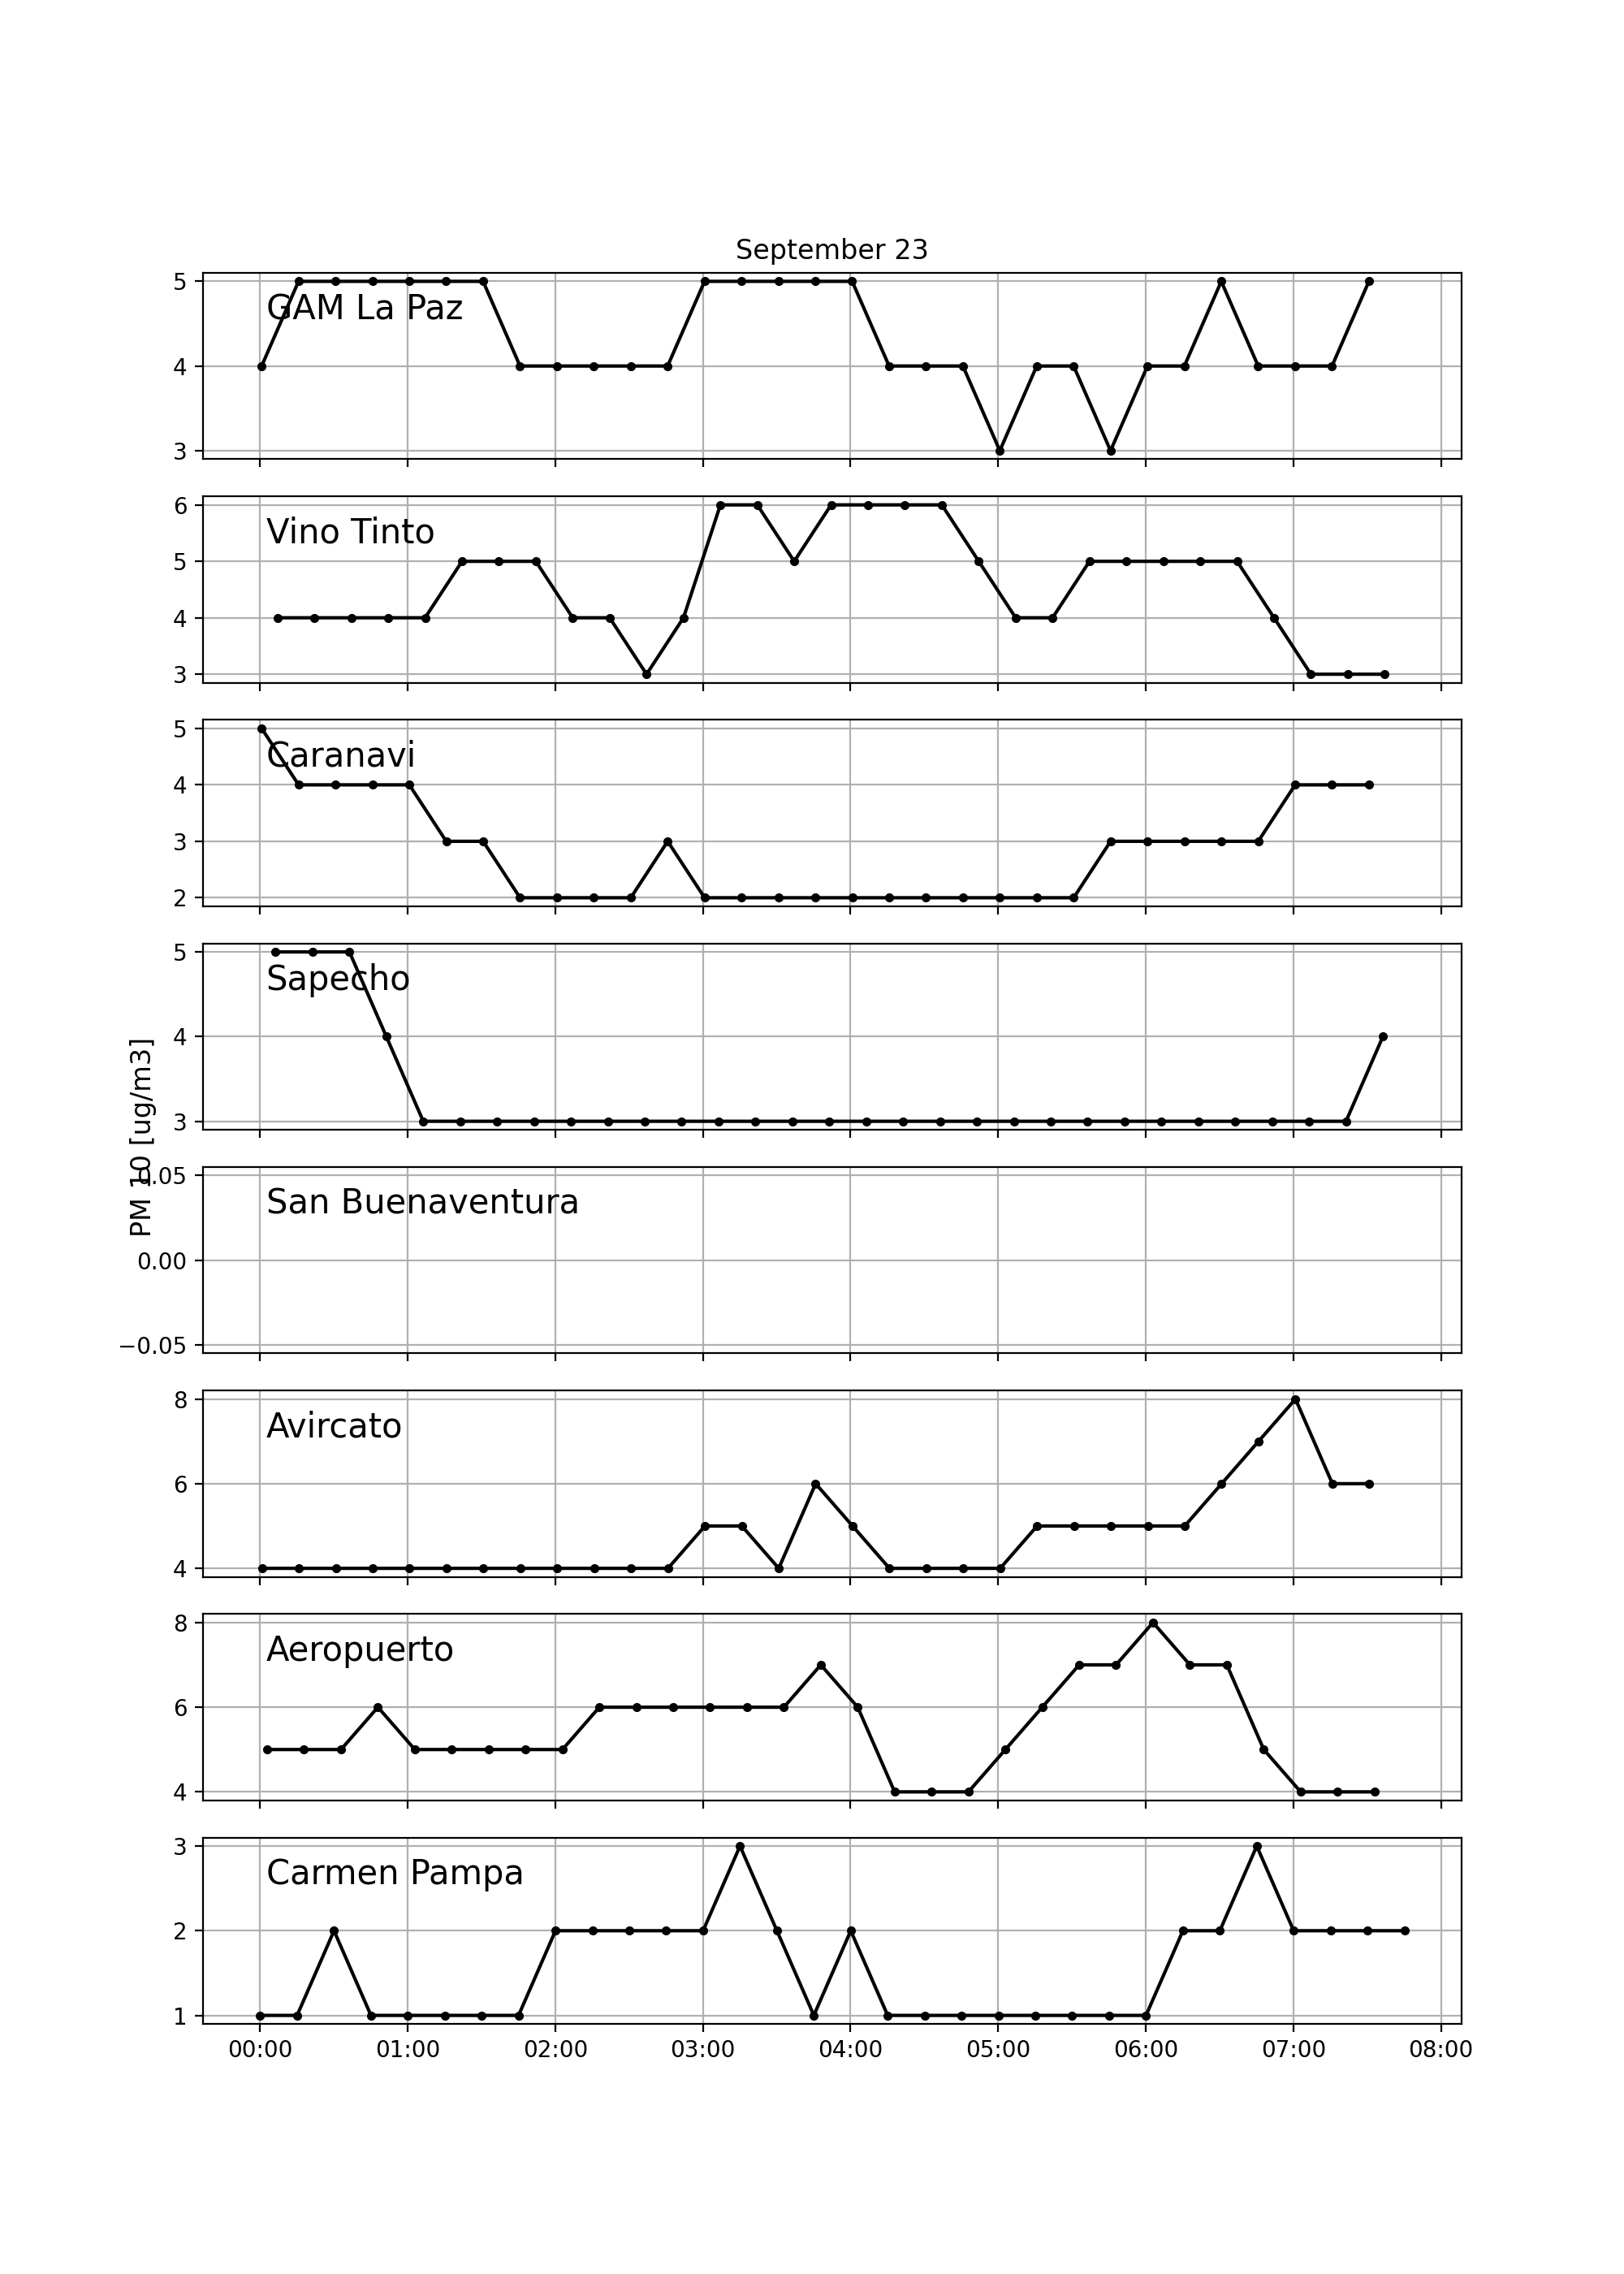 September 23
5
GAM La Paz
4
3
6
Vino Tinto
5
4
3
5
Caranavi
4
3
2
5
Sapecho
4
3
PM 10 [ug/m3]
0.05
San Buenaventura
0.00
−0.05
8
Avircato
6
4
8
Aeropuerto
6
4
3
Carmen Pampa
2
1
00:00 01:00 02:00 03:00 04:00 05:00 06:00 07:00 08:00